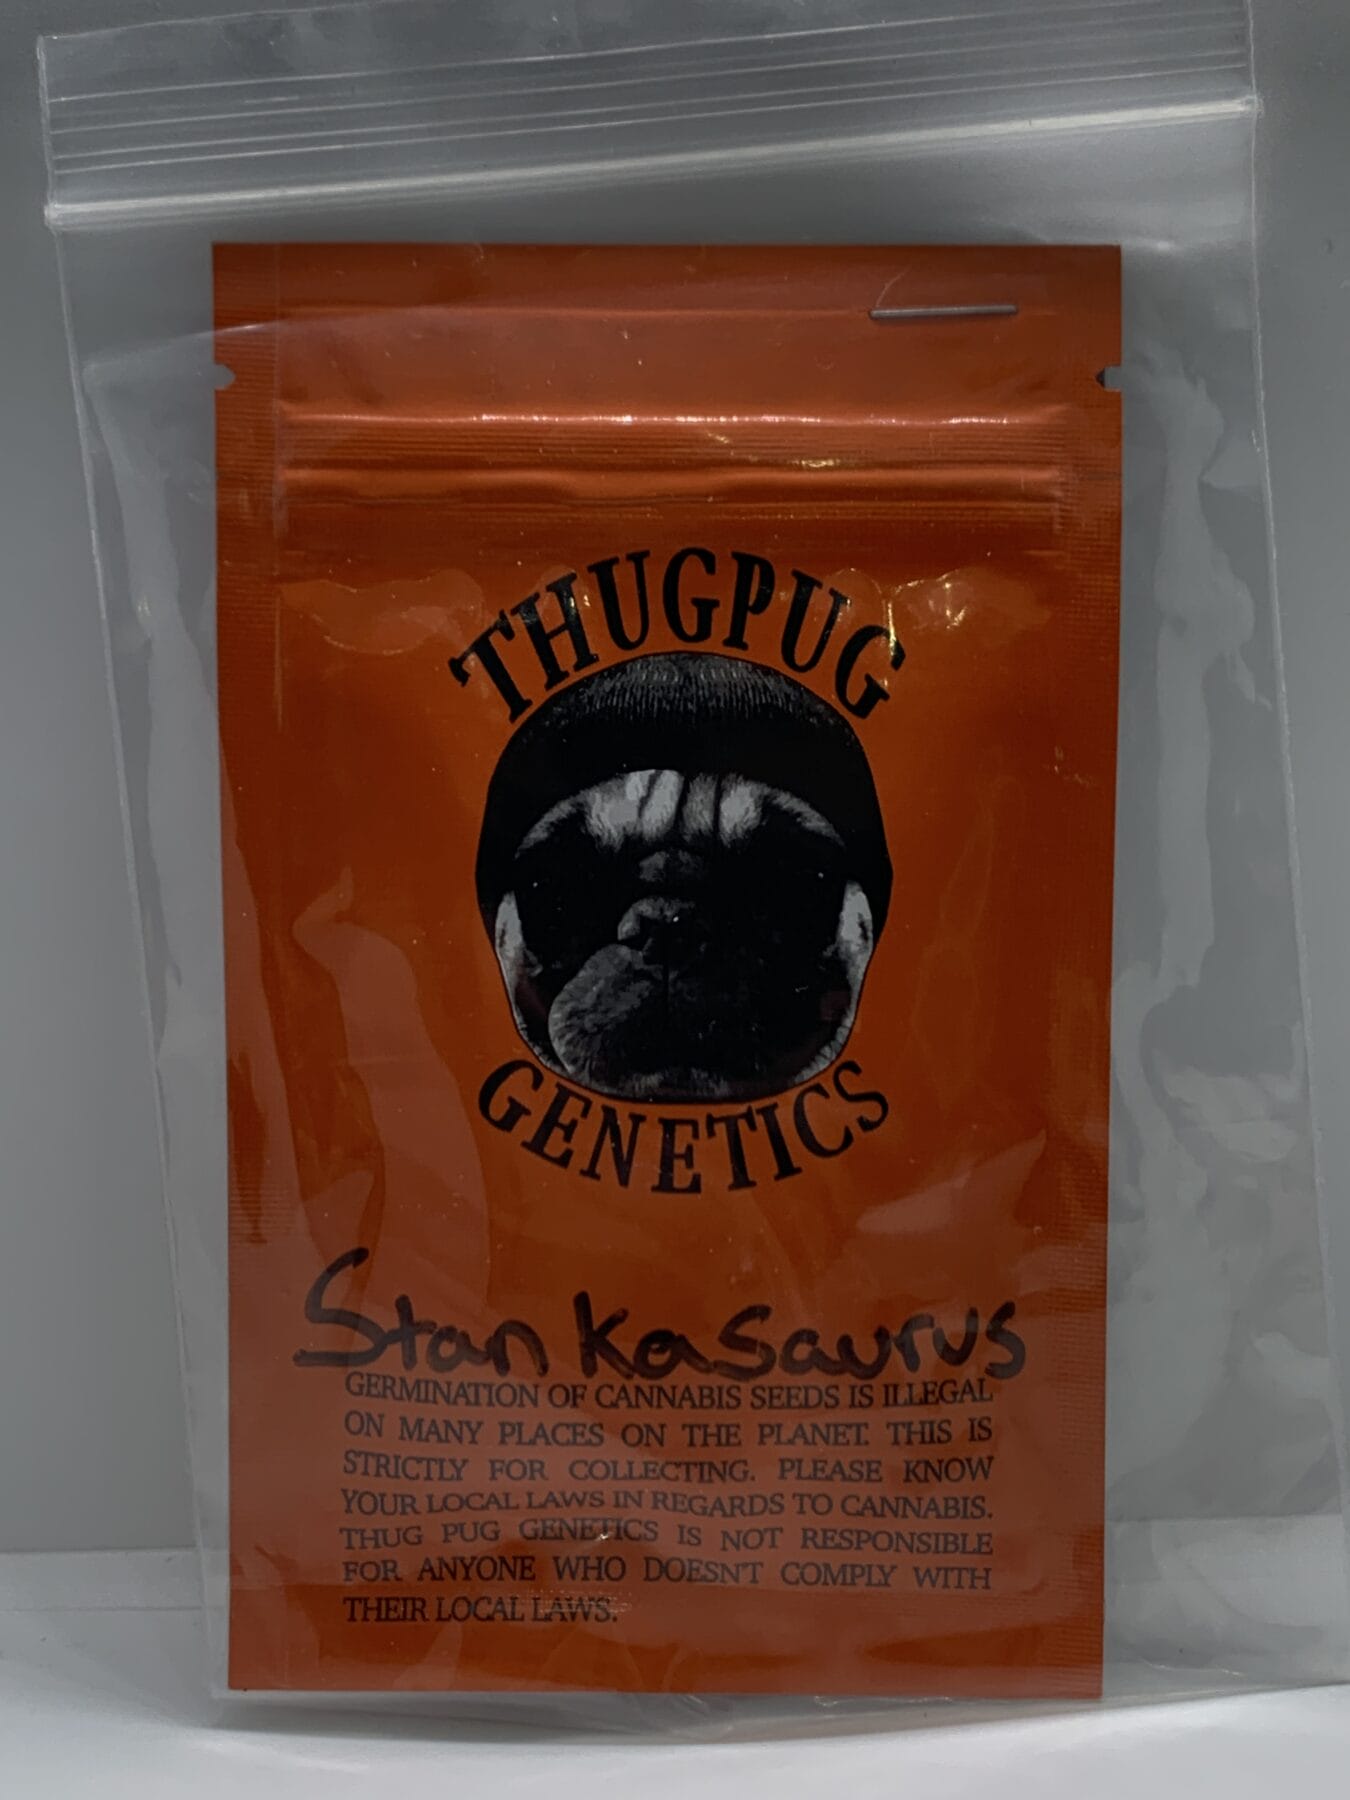 THUGPUG
GENETICS
Stankasaurus
GERMINATION OF CANNABIS SEEDS IS ILLEGAL
ON MANY PLACES ON THE PLANET. THIS IS
STRICTLY FOR COLLECTING. PLEASE KNOW
YOUR LOCAL LAWS IN REGARDS TO CANNABIS.
THUG PUG GENETICS IS NOT RESPONSIBLE
FOR ANYONE WHO DOESN'T COMPLY WITH
THEIR LOCAL LAWS.